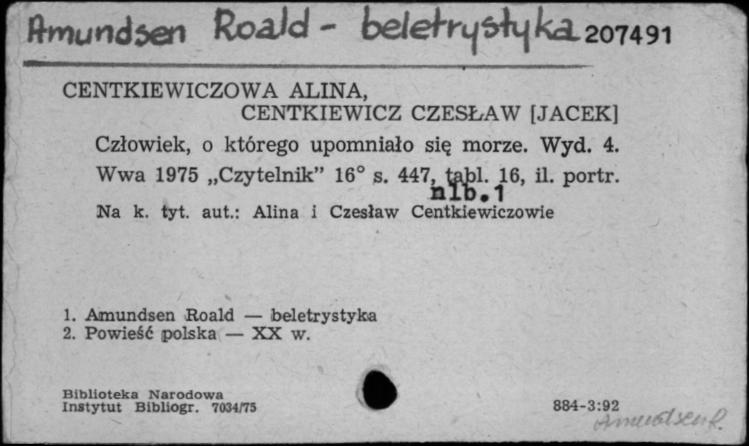 Amundsen Roald - beletrystyka 207491
CENTKIEWICZOWA ALINA,
CENTKIEWICZ CZESŁAW [JACEK]
Człowiek, o którego upomniało się morze. Wyd. 4.
Wwa 1975 „Czytelnik” 16° s. 447, tabl. 16, il. portr.
nlb.1
Na k. tyt. aut.: Alina i Czesław Centkiewiczowie
1. Amundsen Roald — beletrystyka
2. Powieść polska — XX w.
Biblioteka Narodowa
Instytut Bibliogr. 7034/75
884-3:92
Amundsen R.